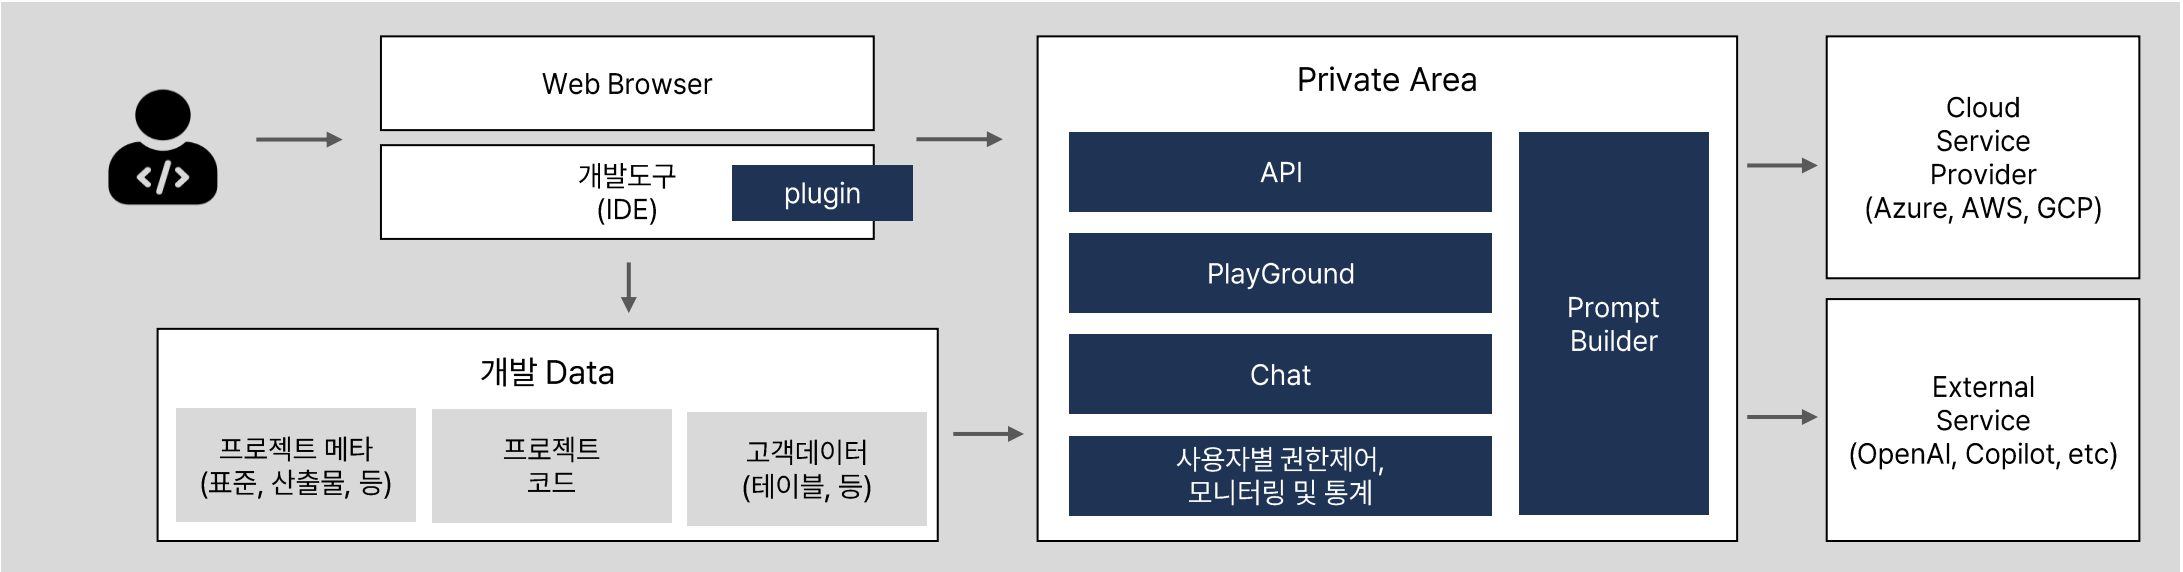 Web Browser
개발도구
(IDE)
plugin
</>
개발 Data
프로젝트 메타
(표준, 산출물, 등)
프로젝트
코드
고객데이터
(테이블, 등)
Private Area
API
PlayGround
Chat
사용자별 권한제어,
모니터링 및 통계
Prompt
Builder
Cloud
Service
Provider
(Azure, AWS, GCP)
External
Service
(OpenAI, Copilot, etc)